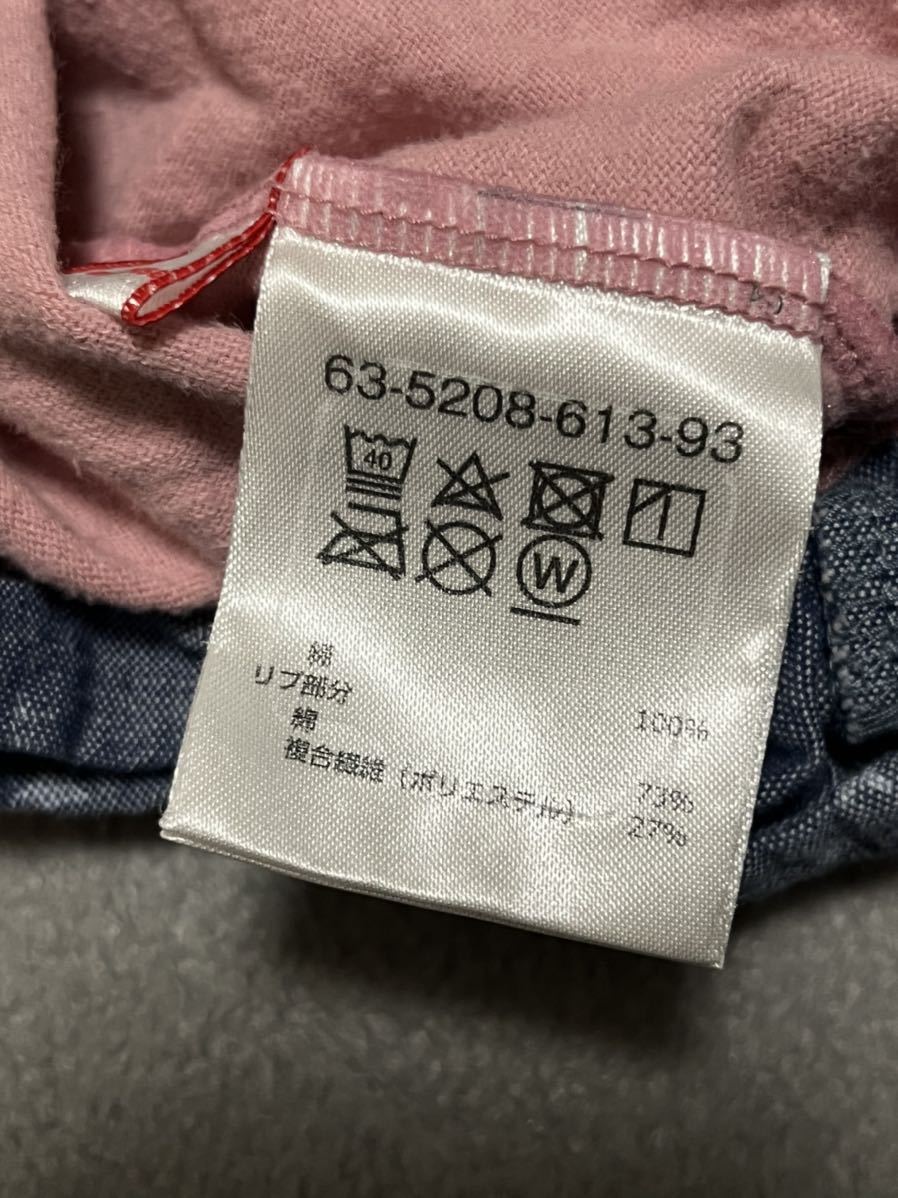 63-5208-613-93
40
W
綿 100%
リブ部分
綿 73%
複合繊維(ポリエステル) 27%